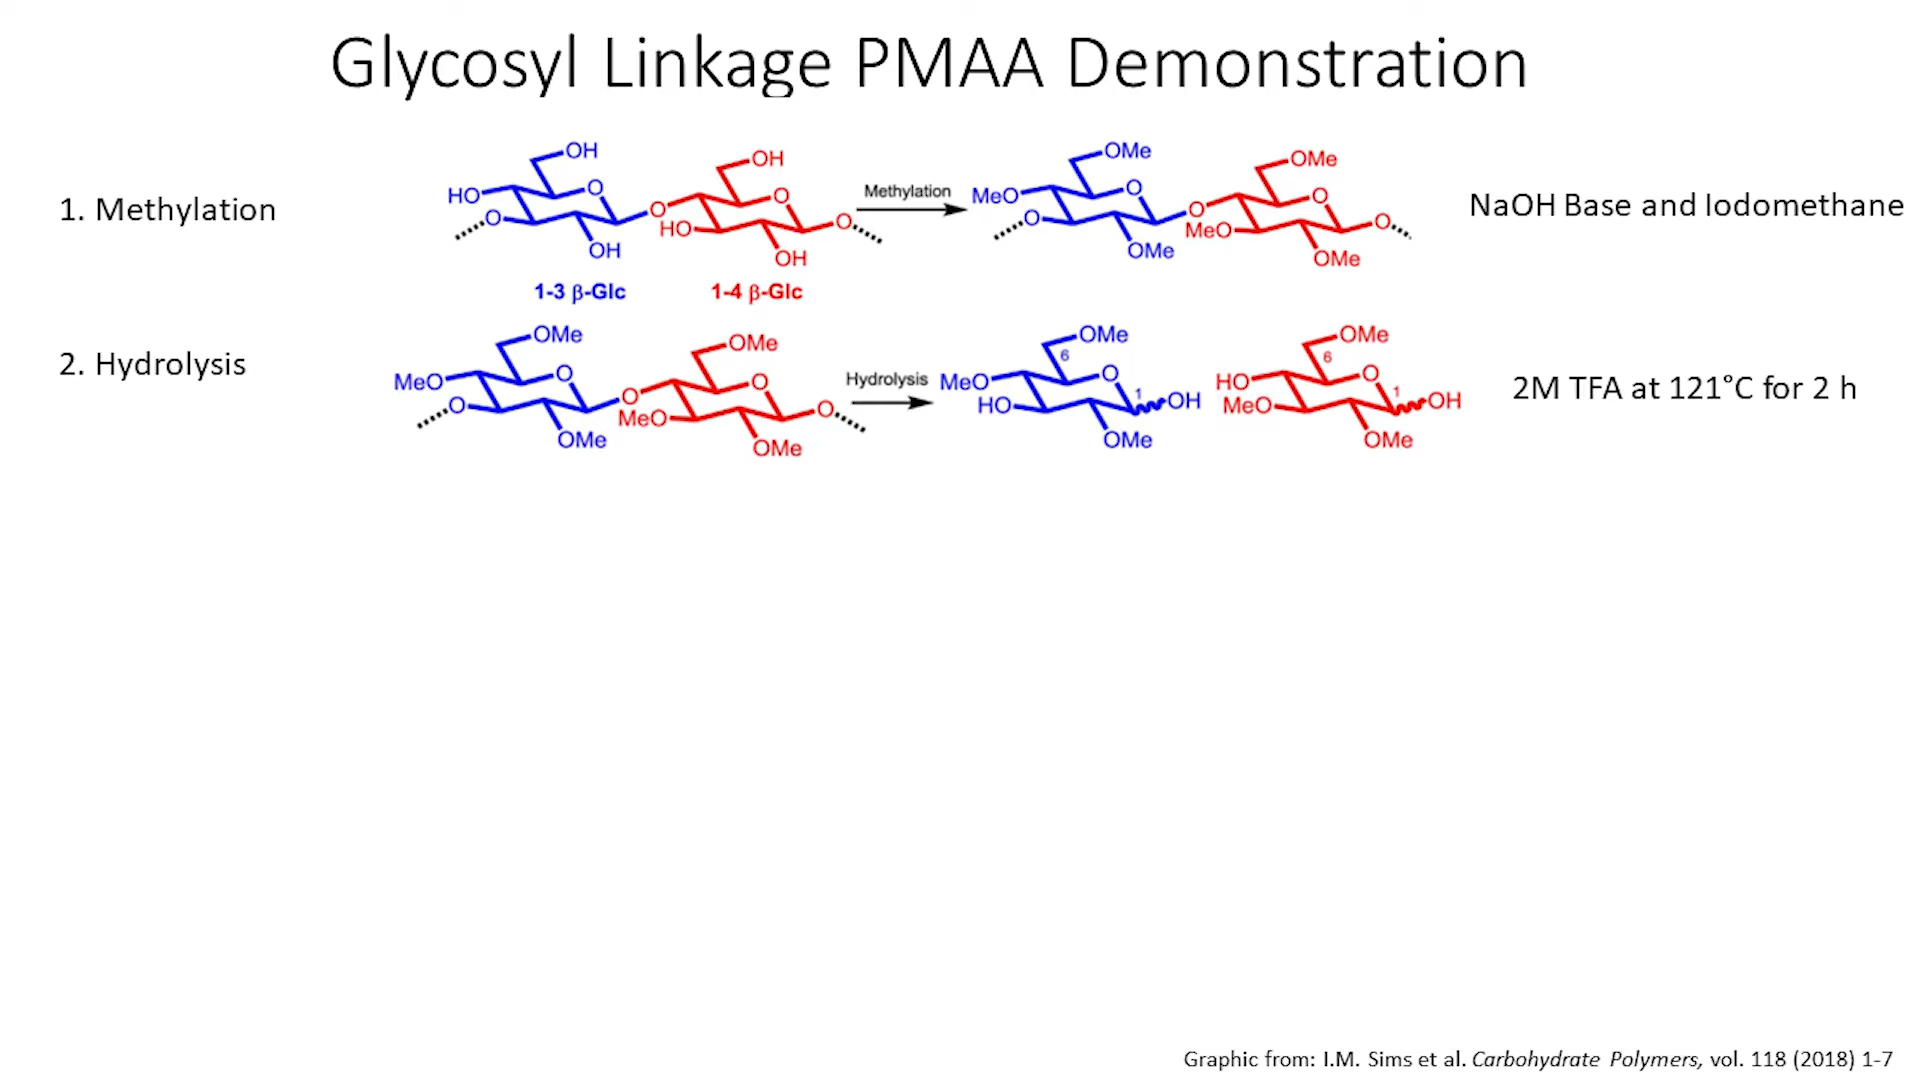 Glycosyl Linkage PMAA Demonstration
1. Methylation
OH
HO
O
O
OH
1-3 β-Glc
O
OH
O
HO
OH
O
1-4 β-Glc
Methylation
OMe
MeO
O
O
OMe
O
OMe
O
MeO
OMe
O
NaOH Base and Iodomethane
2. Hydrolysis
OMe
MeO
O
O
OMe
O
OMe
O
MeO
OMe
O
Hydrolysis
OMe
6
MeO
O
HO
1
OH
OMe
OMe
6
HO
O
MeO
1
OH
OMe
2M TFA at 121°C for 2 h
Graphic from: I.M. Sims et al. Carbohydrate Polymers, vol. 118 (2018) 1-7